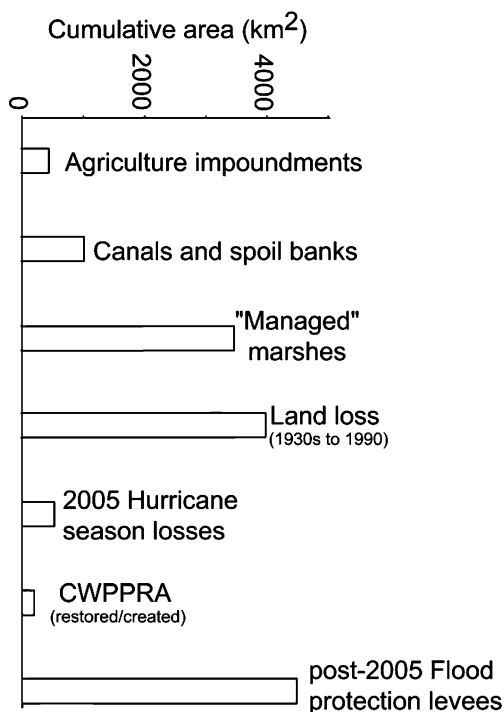 Cumulative area (km2)
0 2000 4000
Agriculture impoundments
Canals and spoil banks
"Managed"
marshes
Land loss
(1930s to 1990)
2005 Hurricane
season losses
CWPPRA
(restored/created)
post-2005 Flood
protection levees